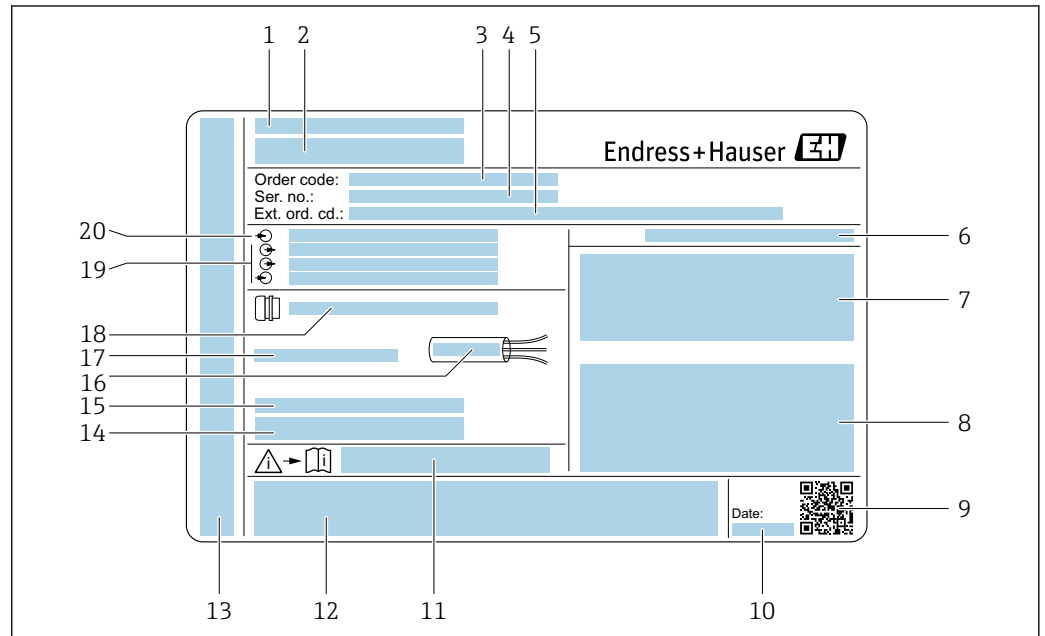 1 2 3 4 5
Endress+Hauser EH
Order code:
Ser. no.:
Ext. ord. cd.:
20
6
19
7
18
17
16
15
14
8
i i
Date:
9
13 12 11 10